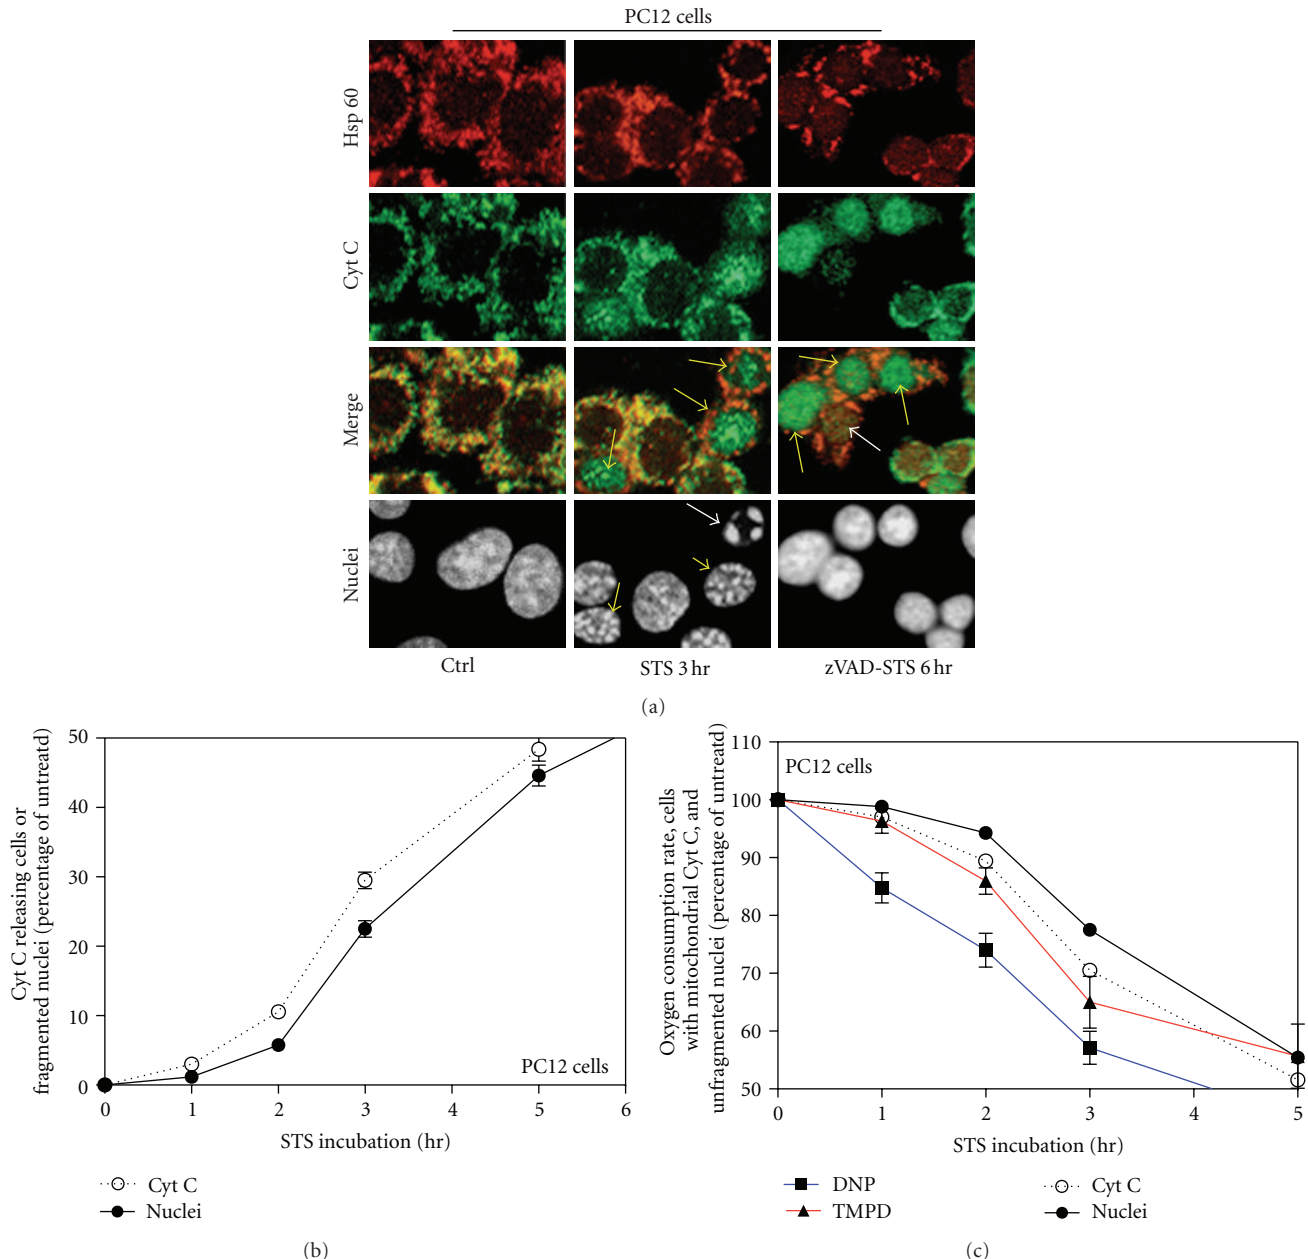 PC12 cells
Hsp 60
Cyt C
Merge
Nuclei
Ctrl
STS 3 hr
zVAD-STS 6 hr
(a)
Cyt C releasing cells or
fragmented nuclei (percentage of untreatd)
50
40
30
20
10
0
PC12 cells
0 1 2 3 4 5 6
STS incubation (hr)
Cyt C
Nuclei
(b)
Oxygen consumption rate, cells
with mitochondrial Cyt C, and
unfragmented nuclei (percentage of untreatd)
110
100
90
80
70
60
50
PC12 cells
0 1 2 3 4 5
STS incubation (hr)
DNP
TMPD
Cyt C
Nuclei
(c)